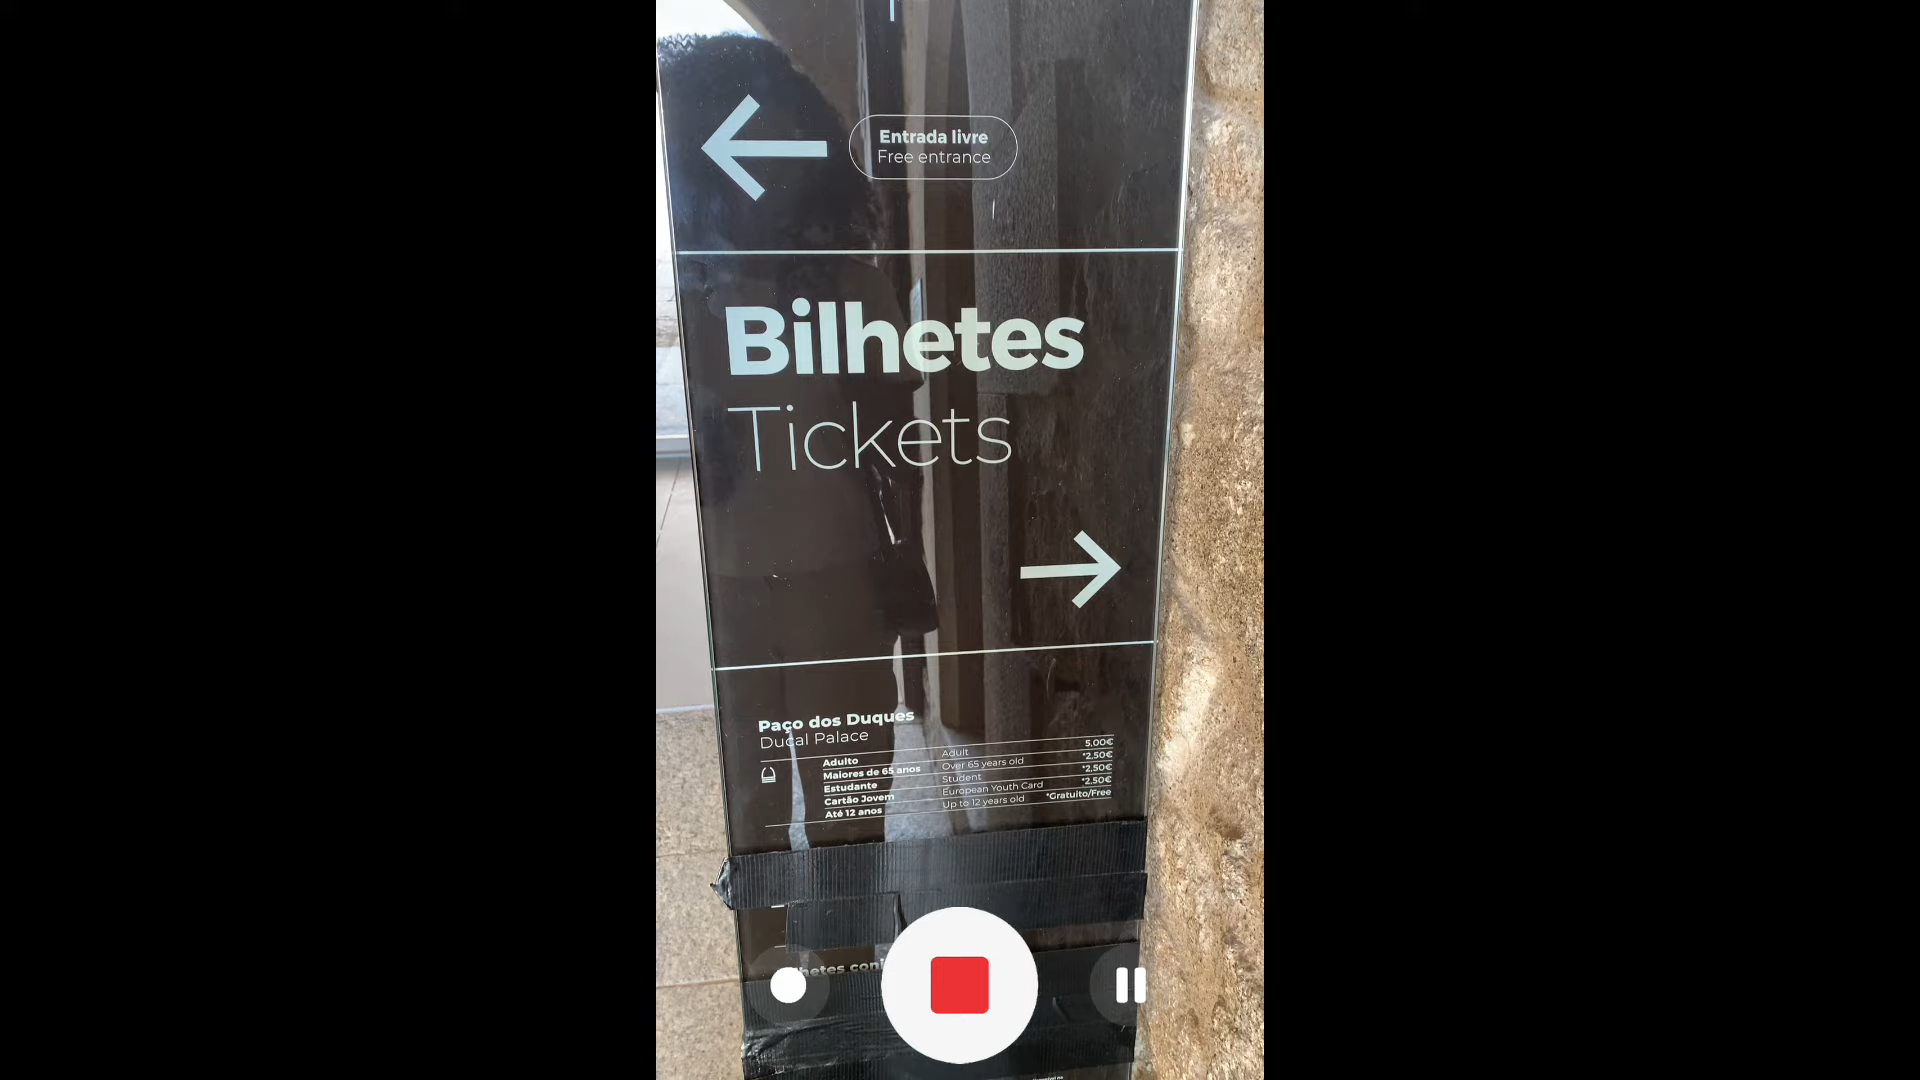 Entrada livre
Free entrance
Bilhetes
Tickets
Paço dos Duques
Ducal Palace
Adulto Adult 5,00€
Maiores de 65 anos Over 65 years old *2,50€
Estudante Student *2,50€
Cartão Jovem European Youth Card *2,50€
Até 12 anos Up to 12 years old *Gratuito/Free